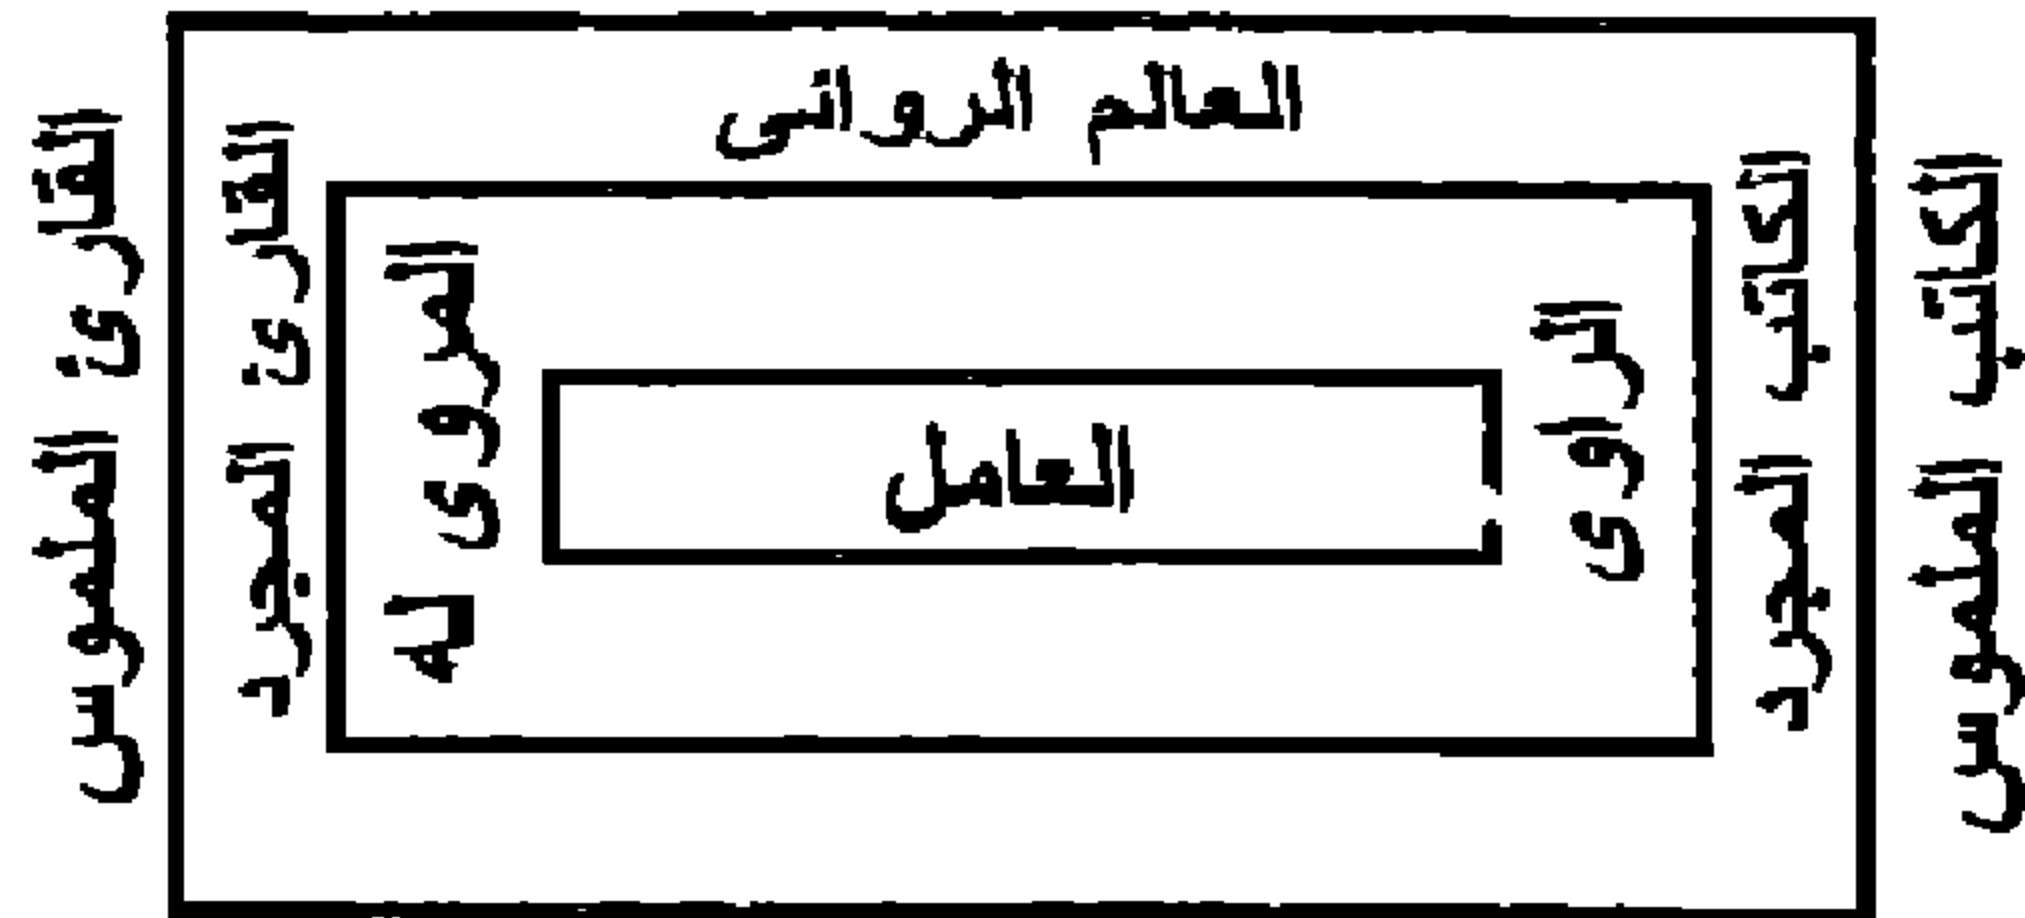 العالم الروائى
الكاتب الملموس
الكاتب المجرد
الراوى
العامل
المروى له
القارئ المجرد
القارئ الملموس